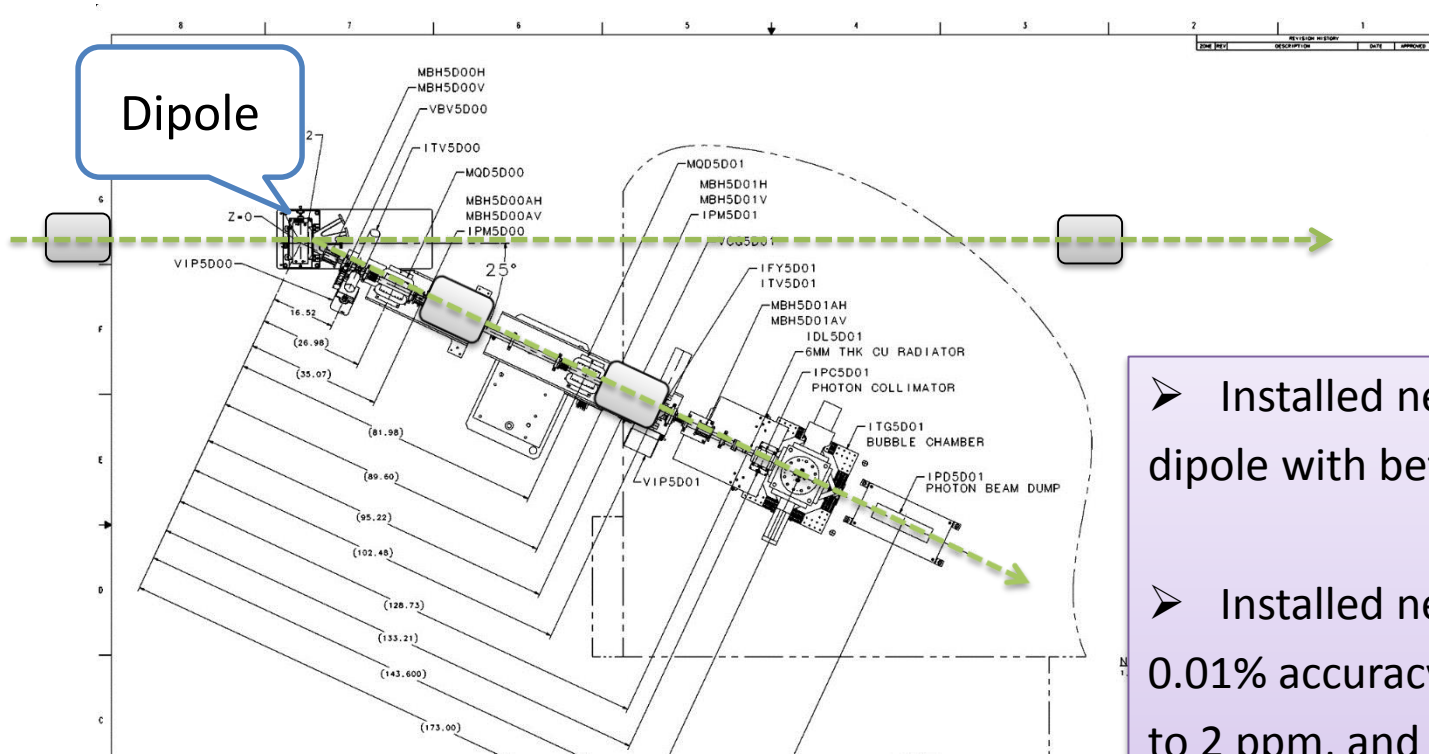 8 7 6 5 4 3 2 1
REVISION HISTORY
ZONE REV DESCRIPTION DATE APPROVED
Dipole
MBH5D00H
MBH5D00V
VBV5D00
ITV5D00
MQD5D00
MBH5D00AH
MBH5D00AV
IPM5D00
2
Z=0
VIP5D00
25°
MQD5D01
MBH5D01H
MBH5D01V
IPM5D01
VCG5D01
IFY5D01
ITV5D01
MBH5D01AH
MBH5D01AV
IDL5D01
6MM THK CU RADIATOR
IPC5D01
PHOTON COLLIMATOR
ITG5D01
BUBBLE CHAMBER
IPD5D01
PHOTON BEAM DUMP
VIP5D01
G
F
E
D
C
16.52
(26.98)
(35.07)
(81.98)
(89.60)
(95.22)
(102.48)
(128.73)
(133.21)
(143.600)
(173.00)
➤ Installed ne
dipole with be
➤ Installed ne
0.01% accuracy
to 2 ppm, and
N
1.